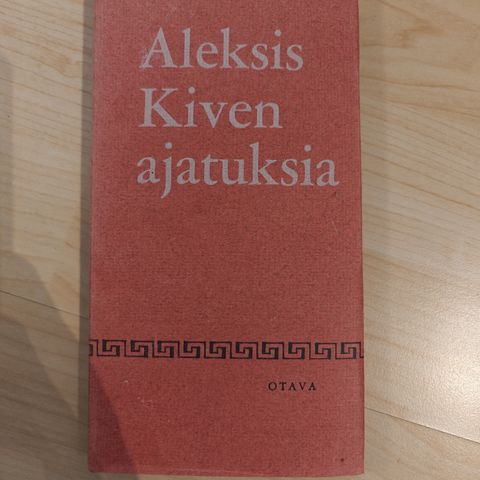 Aleksis
Kiven
ajatuksia
OTAVA